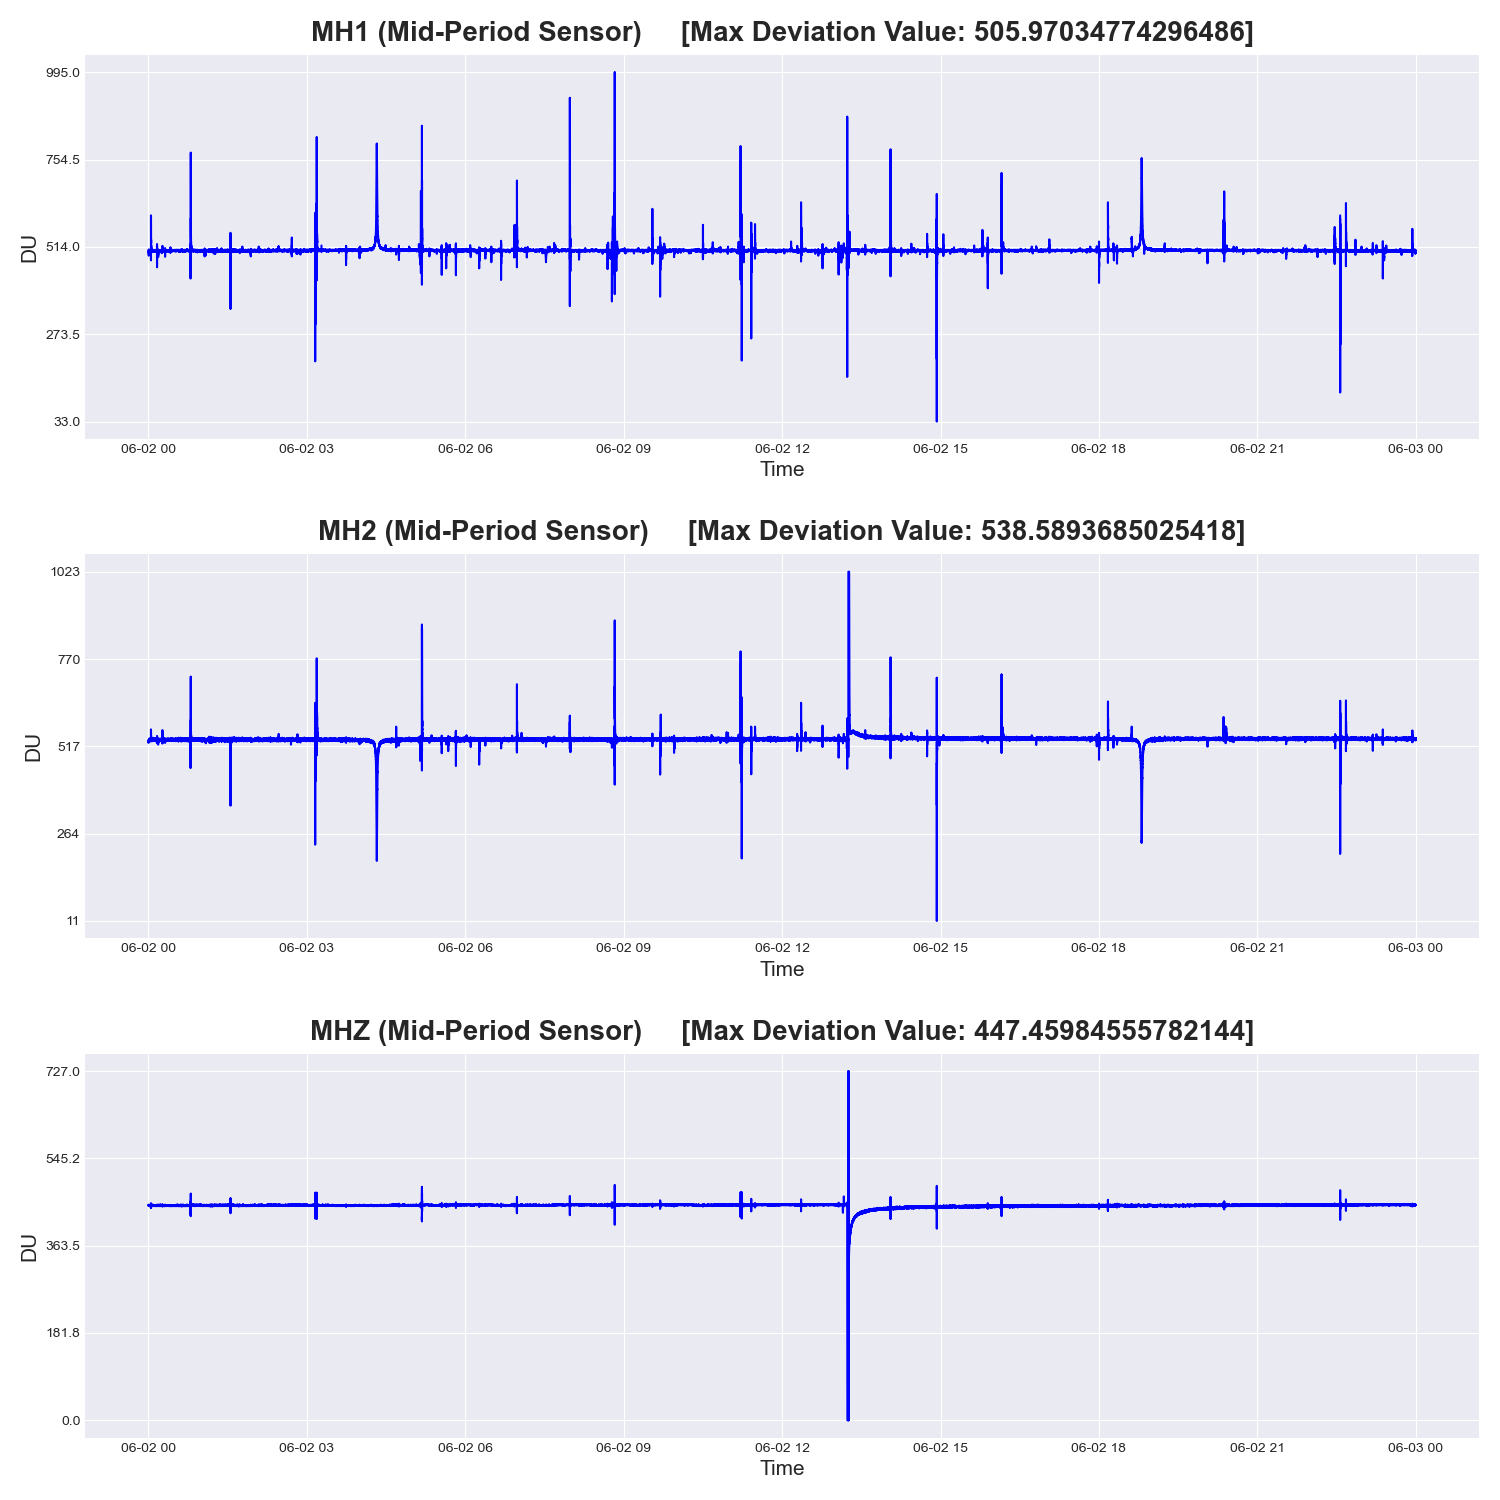 MH1 (Mid-Period Sensor) [Max Deviation Value: 505.97034774296486]
995.0
754.5
514.0
273.5
33.0
DU
06-02 00 06-02 03 06-02 06 06-02 09 06-02 12 06-02 15 06-02 18 06-02 21 06-03 00
Time
MH2 (Mid-Period Sensor) [Max Deviation Value: 538.5893685025418]
1023
770
517
264
11
DU
06-02 00 06-02 03 06-02 06 06-02 09 06-02 12 06-02 15 06-02 18 06-02 21 06-03 00
Time
MHZ (Mid-Period Sensor) [Max Deviation Value: 447.45984555782144]
727.0
545.2
363.5
181.8
0.0
DU
06-02 00 06-02 03 06-02 06 06-02 09 06-02 12 06-02 15 06-02 18 06-02 21 06-03 00
Time